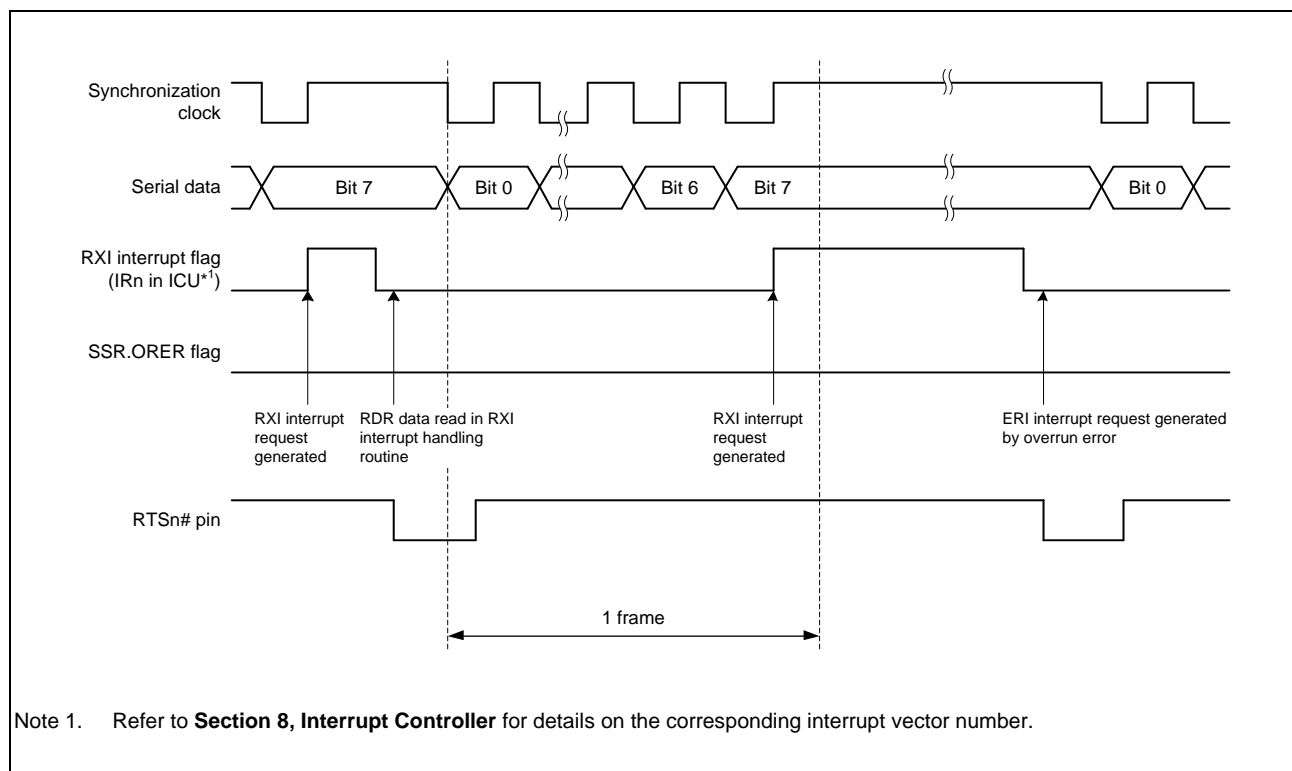 Synchronization
clock
Serial data
Bit 7
Bit 0
Bit 6
Bit 7
Bit 0
RXI interrupt flag
(IRn in ICU*1)
SSR.ORER flag
RXI interrupt
request
generated
RDR data read in RXI
interrupt handling
routine
RXI interrupt
request
generated
ERI interrupt request generated
by overrun error
RTSn# pin
1 frame
Note 1. Refer to Section 8, Interrupt Controller for details on the corresponding interrupt vector number.